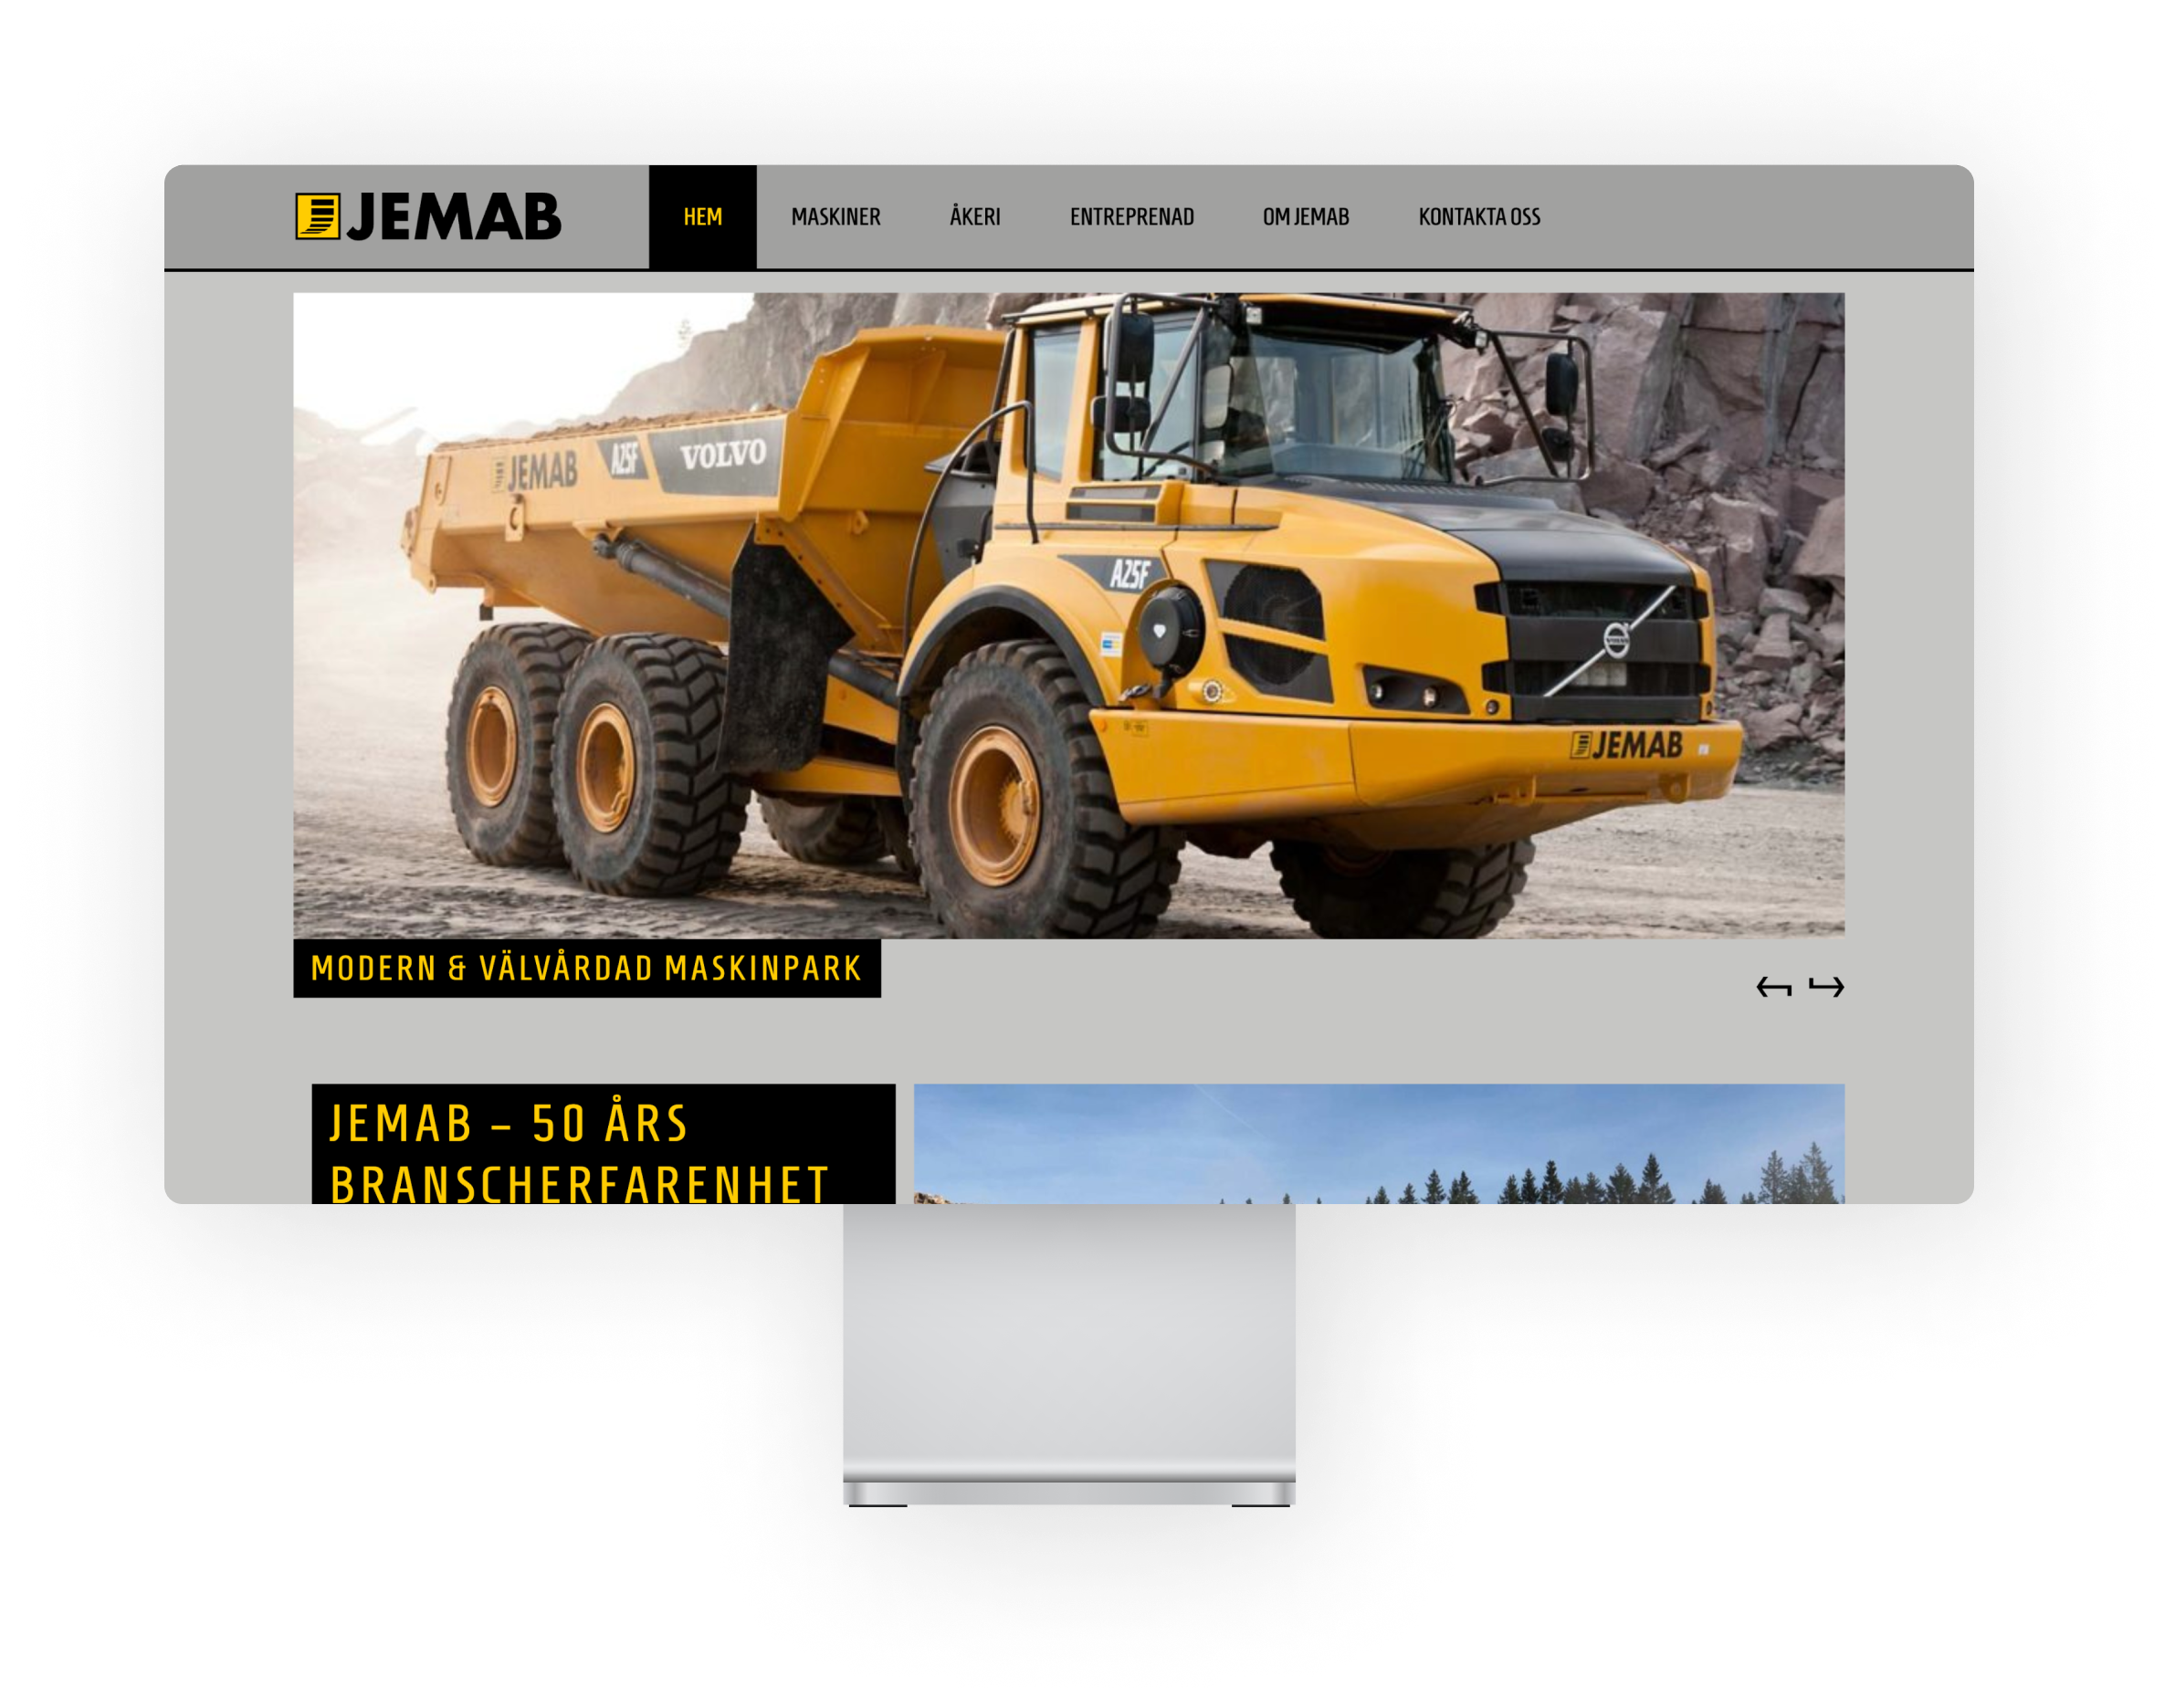 JEMAB
HEM MASKINER ÅKERI ENTREPRENAD OM JEMAB KONTAKTA OSS
JEMAB A25F VOLVO
A25F
JEMAB
MODERN & VÄLVÅRDAD MASKINPARK
JEMAB – 50 ÅRS
BRANSCHERFARENHET